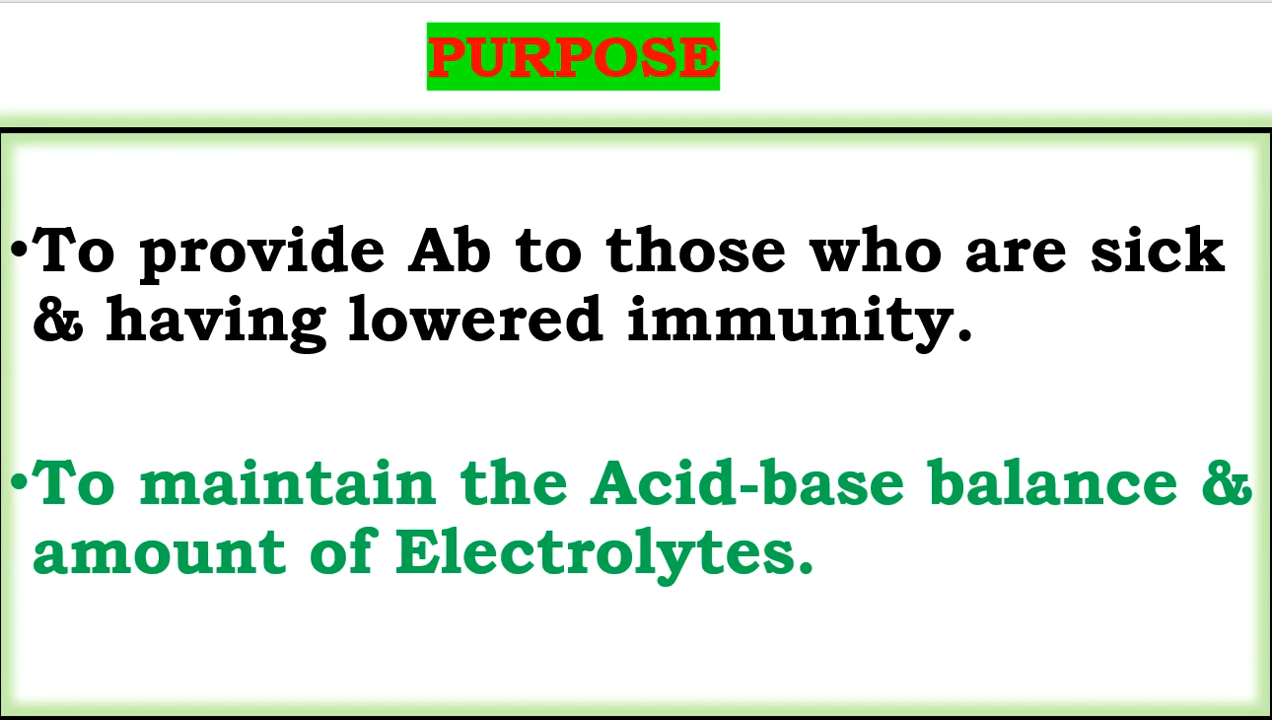 PURPOSE
•To provide Ab to those who are sick
& having lowered immunity.
•To maintain the Acid-base balance &
amount of Electrolytes.